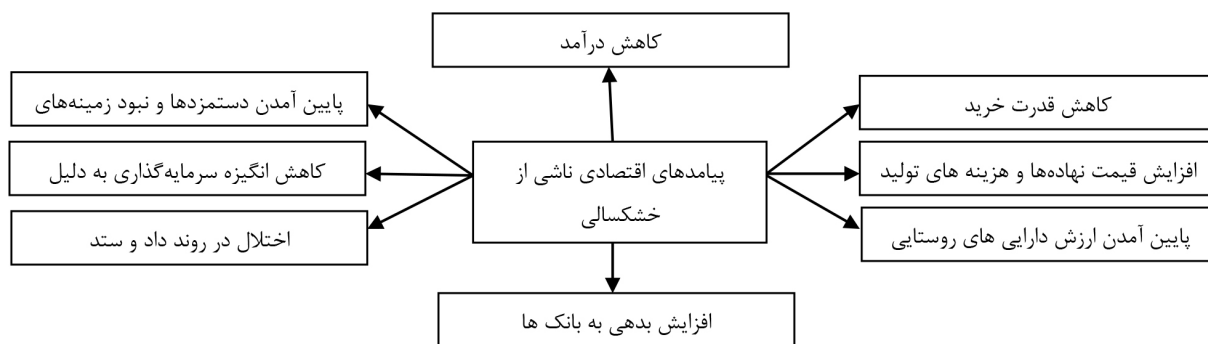 کاهش درآمد
کاهش قدرت خرید
پایین آمدن دستمزدها و نبود زمینه‌های
پیامدهای اقتصادی ناشی از
خشکسالی
افزایش قیمت نهاده‌ها و هزینه های تولید
کاهش انگیزه سرمایه‌گذاری به دلیل
پایین آمدن ارزش دارایی های روستایی
اختلال در روند داد و ستد
افزایش بدهی به بانک ها